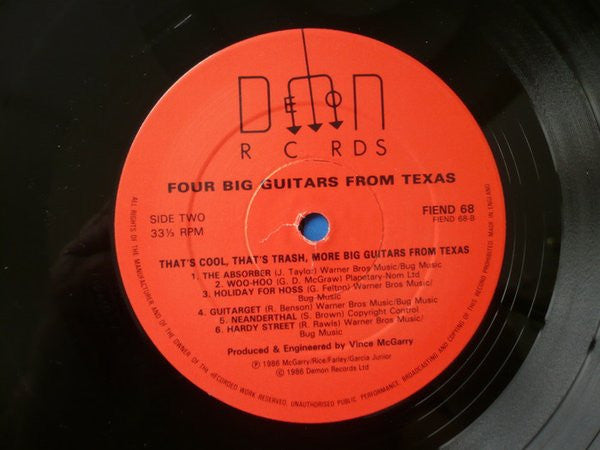 DEMON
RECORDS
FOUR BIG GUITARS FROM TEXAS
SIDE TWO
33⅓ RPM
FIEND 68
FIEND 68-B
THAT'S COOL, THAT'S TRASH, MORE BIG GUITARS FROM TEXAS
1. THE ABSORBER (J. Taylor) Warner Bros Music/Bug Music
2. WOO-HOO (G. D. McGraw) Planetary-Nom Ltd
3. HOLIDAY FOR HOSS (G. Felton) Warner Bros Music/
Bug Music
4. GUITARGET (R. Benson) Warner Bros Music/Bug Music
5. NEANDERTHAL (S. Brown) Copyright Control
6. HARDY STREET (R. Rawls) Warner Bros Music/
Bug Music
Produced & Engineered by Vince McGarry
℗ 1986 McGarry/Rice/Farley/Garcia Junior
© 1986 Demon Records Ltd
ALL RIGHTS OF THE MANUFACTURER AND OF THE OWNER OF THE RECORDED WORK RESERVED. UNAUTHORISED PUBLIC PERFORMANCE, BROADCASTING AND COPYING OF THIS RECORD PROHIBITED. MADE IN ENGLAND